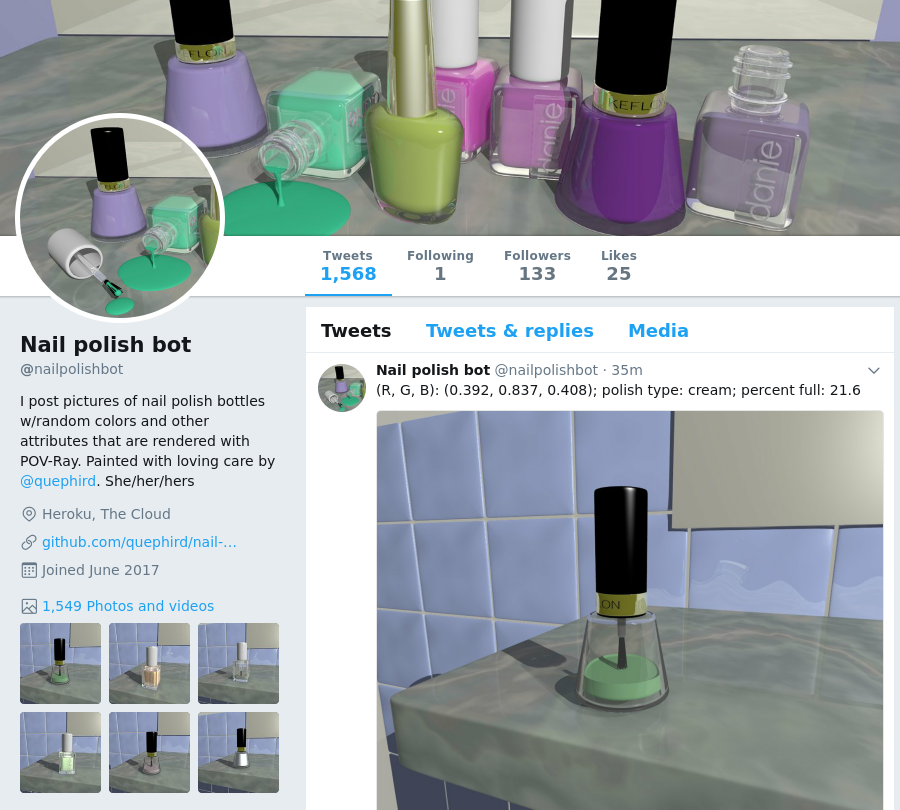 KEFLON
danie
danie
Tweets
1,568
Following
1
Followers
133
Likes
25
Nail polish bot
@nailpolishbot
I post pictures of nail polish bottles
w/random colors and other
attributes that are rendered with
POV-Ray. Painted with loving care by
@quephird. She/her/hers
Heroku, The Cloud
github.com/quephird/nail-…
Joined June 2017
1,549 Photos and videos
Tweets
Tweets & replies
Media
Nail polish bot @nailpolishbot · 35m
(R, G, B): (0.392, 0.837, 0.408); polish type: cream; percent full: 21.6
ON